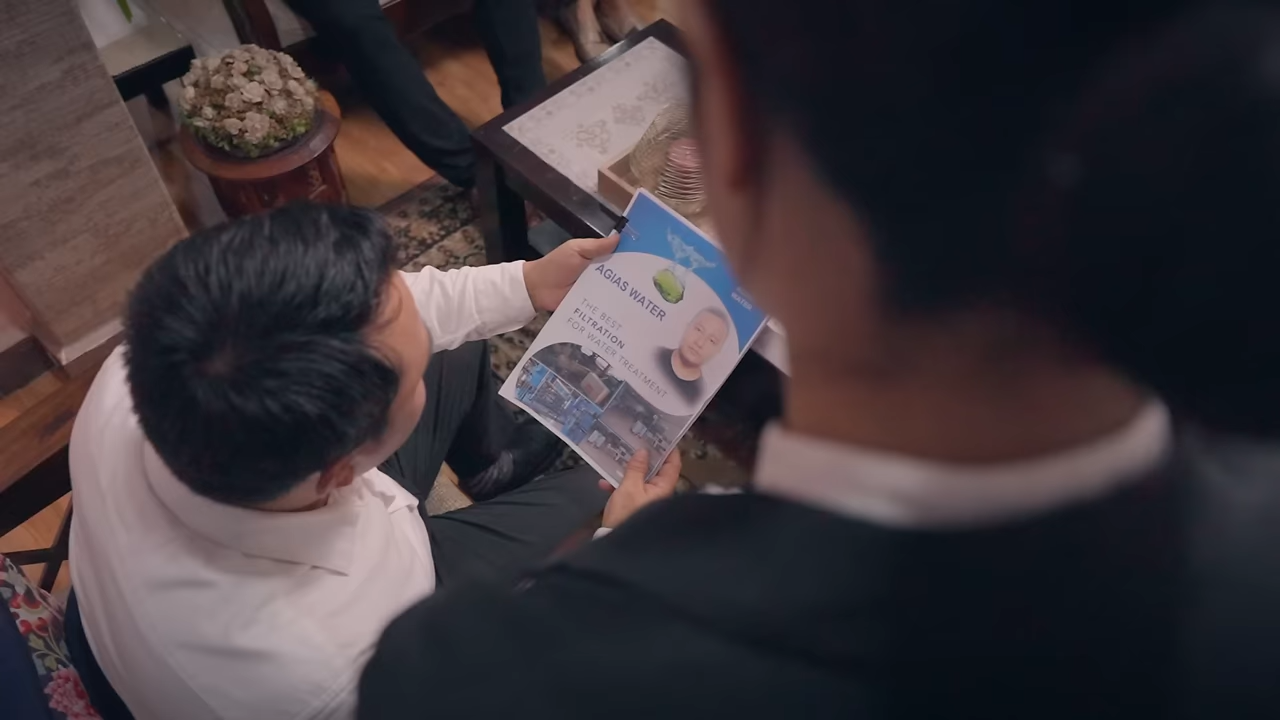 AGIAS WATER
THE BEST
FILTRATION
FOR WATER TREATMENT
WATER